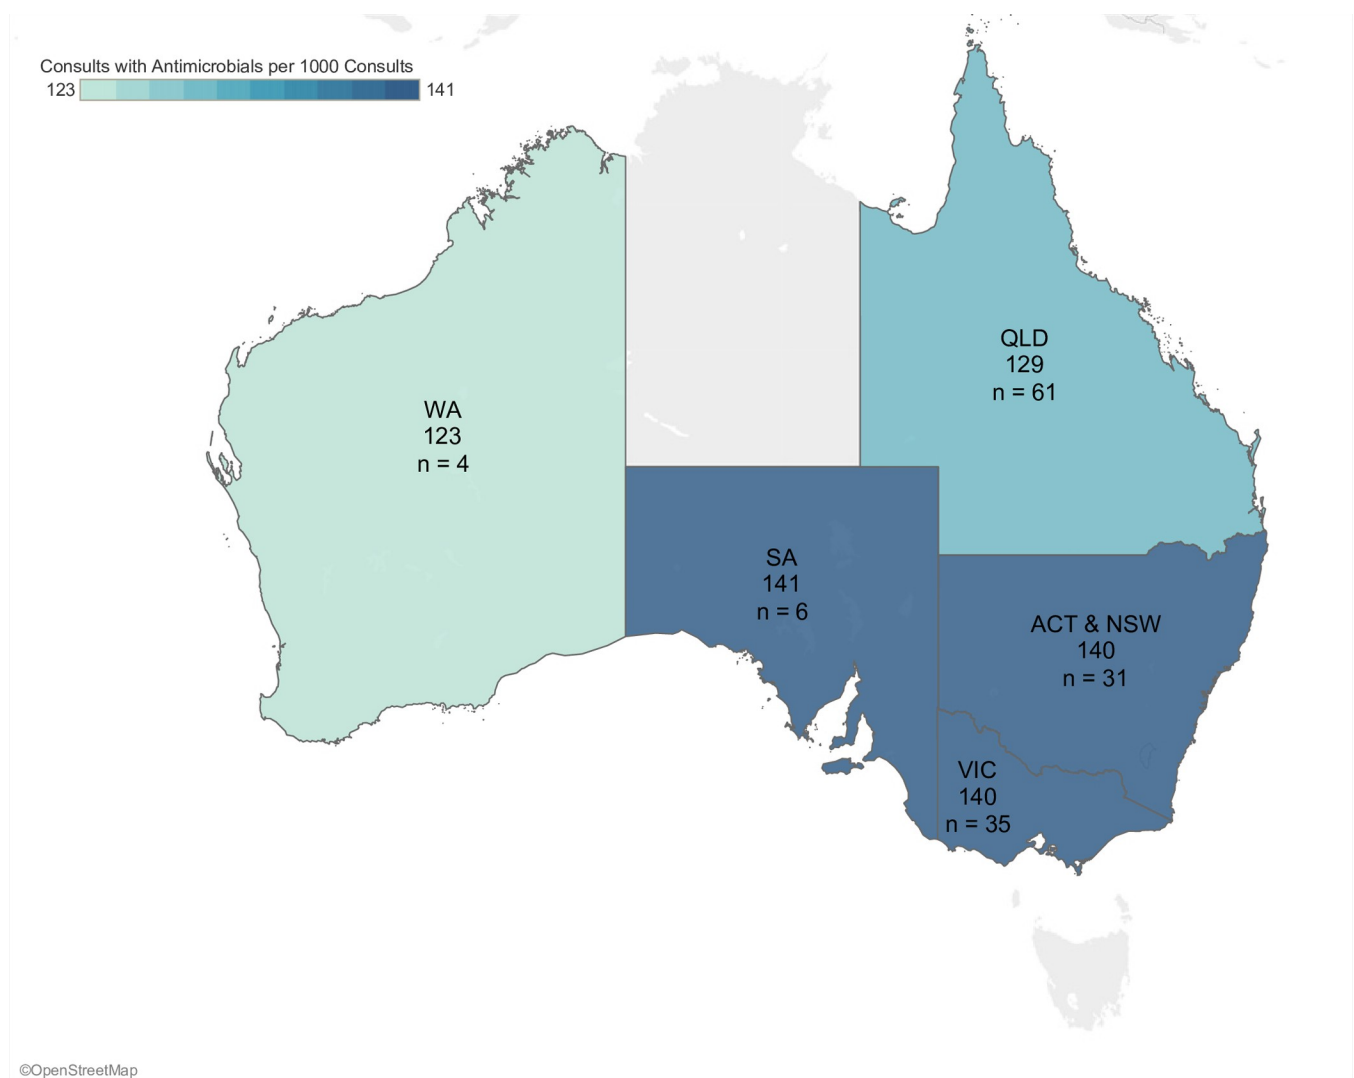 Consults with Antimicrobials per 1000 Consults
123 141
QLD
129
n = 61
WA
123
n = 4
SA
141
n = 6
ACT & NSW
140
n = 31
VIC
140
n = 35
©OpenStreetMap